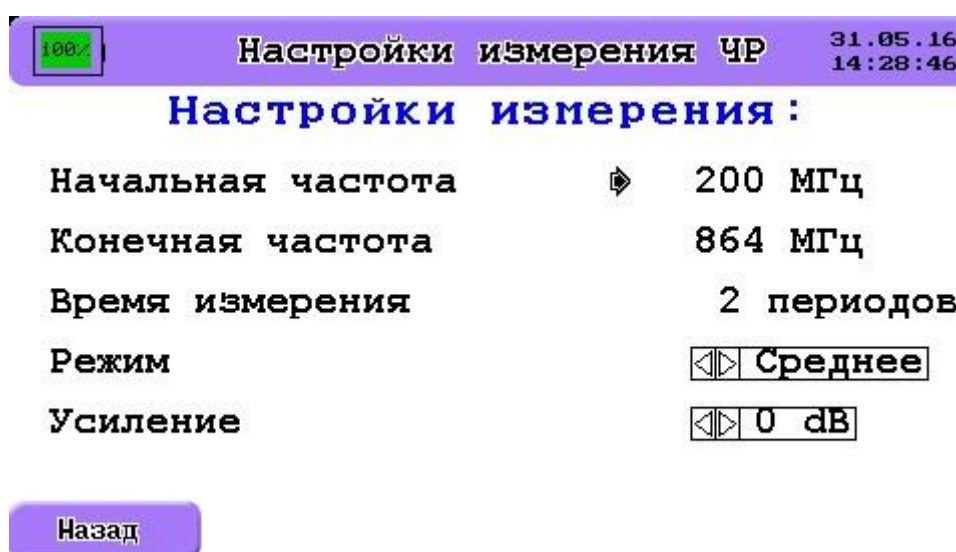 100%
Настройки измерения ЧР
31.05.16
14:28:46
Настройки измерения:
Начальная частота 200 МГц
Конечная частота 864 МГц
Время измерения 2 периодов
Режим Среднее
Усиление 0 dB
Назад